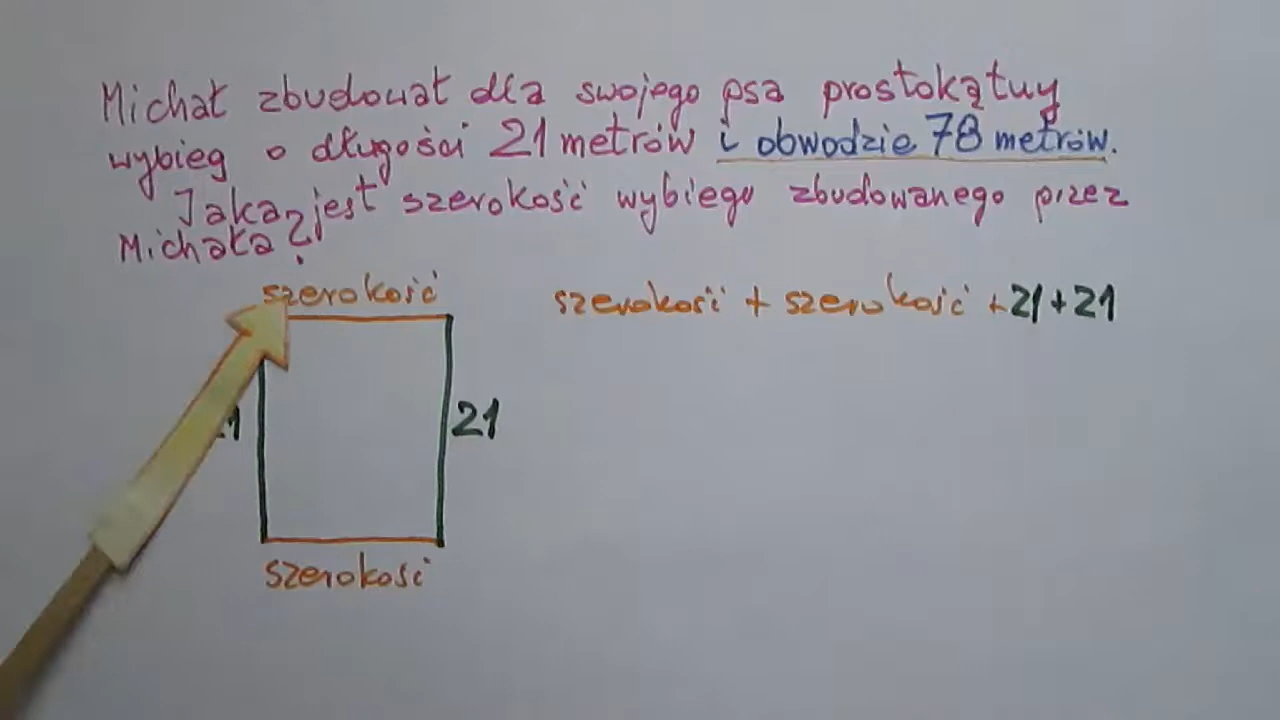 Michał zbudował dla swojego psa prostokątny
wybieg o długości 21 metrów i obwodzie 78 metrów.
Jaka jest szerokość wybiegu zbudowanego przez
Michała?
szerokość
szerokość + szerokość + 21 + 21
21
szerokość